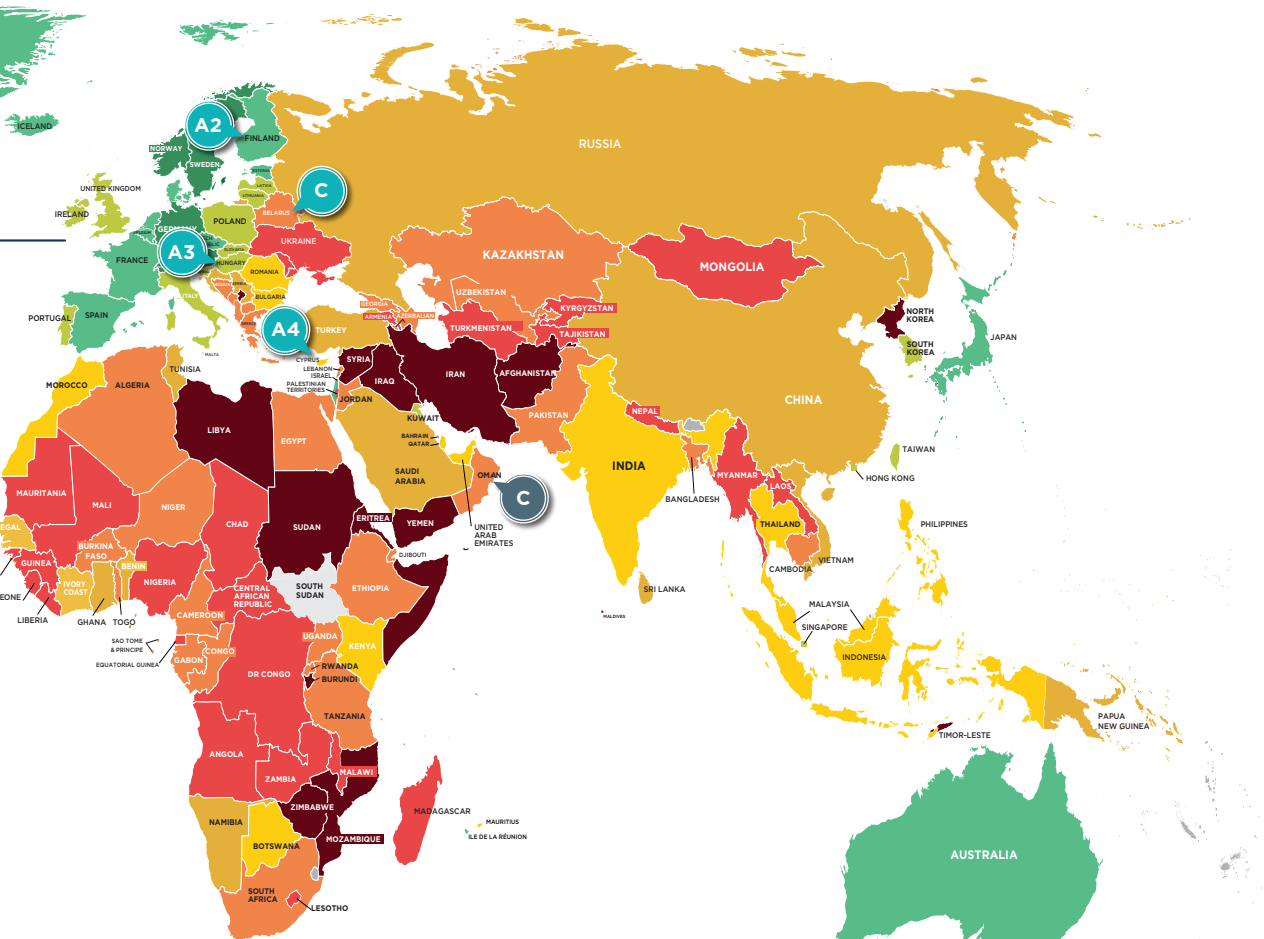 ICELAND
A2
FINLAND
NORWAY
SWEDEN
RUSSIA
ESTONIA
LATVIA
LITHUANIA
UNITED KINGDOM
C
IRELAND
BELARUS
POLAND
GERMANY
UKRAINE
A3
FRANCE
HUNGARY
KAZAKHSTAN
MONGOLIA
ROMANIA
ITALY
BULGARIA
UZBEKISTAN
GEORGIA
KYRGYZSTAN
PORTUGAL
SPAIN
ARMENIA
AZERBAIJAN
NORTH
KOREA
A4
TURKEY
TURKMENISTAN
TAJIKISTAN
JAPAN
SOUTH
KOREA
MALTA
CYPRUS
SYRIA
TUNISIA
LEBANON
ISRAEL
IRAN
AFGHANISTAN
MOROCCO
ALGERIA
PALESTINIAN
TERRITORIES
IRAQ
JORDAN
CHINA
NEPAL
KUWAIT
PAKISTAN
LIBYA
EGYPT
BAHRAIN
QATAR
TAIWAN
INDIA
SAUDI
ARABIA
OMAN
MYANMAR
HONG KONG
LAOS
MAURITANIA
MALI
NIGER
C
BANGLADESH
CHAD
SUDAN
ERITREA
YEMEN
THAILAND
PHILIPPINES
EGAL
UNITED
ARAB
EMIRATES
BURKINA
FASO
DJIBOUTI
VIETNAM
GUINEA
BENIN
CAMBODIA
IVORY
COAST
NIGERIA
CENTRAL
AFRICAN
REPUBLIC
SOUTH
SUDAN
ETHIOPIA
SRI LANKA
EONE
MALAYSIA
LIBERIA
GHANA
TOGO
CAMEROON
MALDIVES
SINGAPORE
SAO TOME
& PRINCIPE
UGANDA
KENYA
CONGO
INDONESIA
EQUATORIAL GUINEA
GABON
RWANDA
DR CONGO
BURUNDI
TANZANIA
PAPUA
NEW GUINEA
TIMOR-LESTE
ANGOLA
MALAWI
ZAMBIA
ZIMBABWE
MADAGASCAR
NAMIBIA
MAURITIUS
MOZAMBIQUE
ILE DE LA RÉUNION
BOTSWANA
AUSTRALIA
SOUTH
AFRICA
LESOTHO